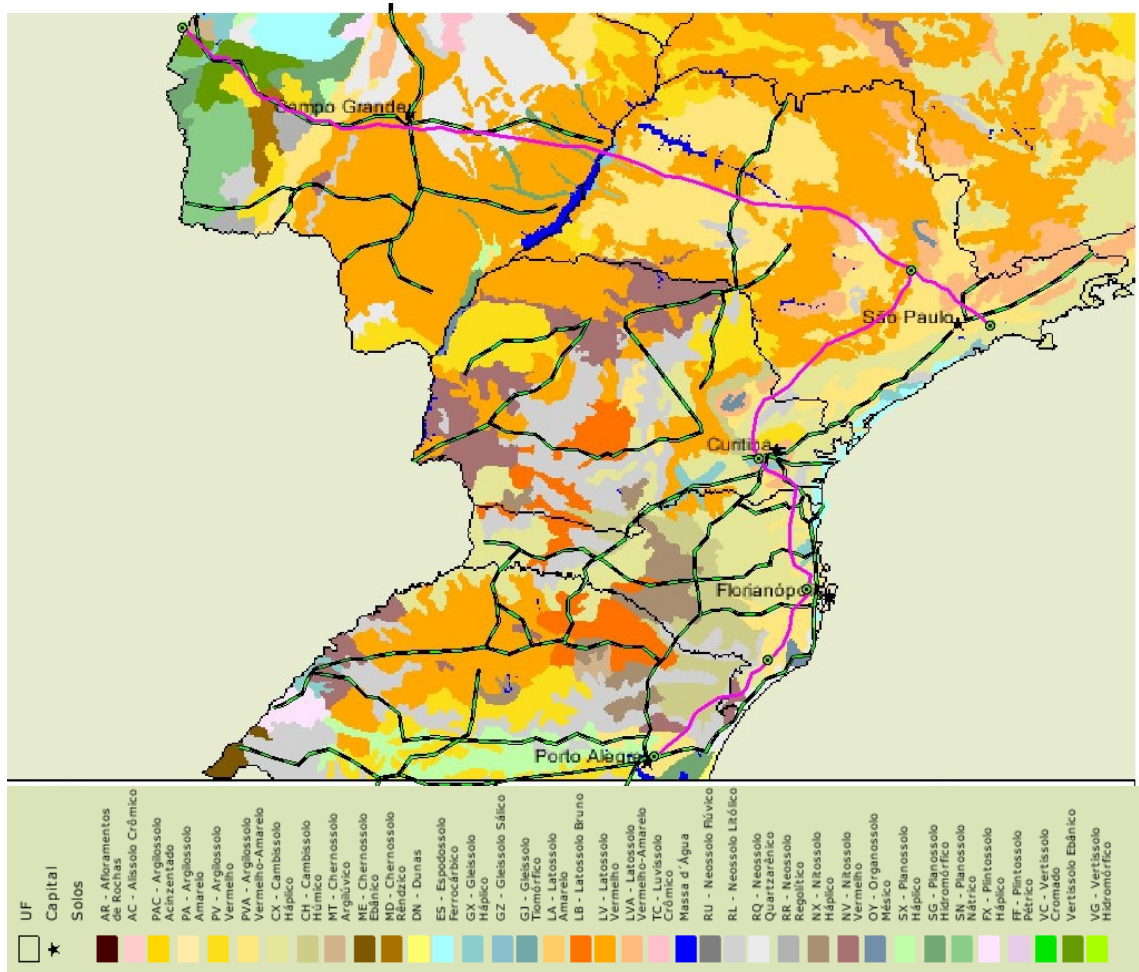 Campo Grande
São Paulo
Curitiba
Florianópo
Porto Alegre
UF
Capital
Solos
AR - Afloramentos
de Rochas
AC - Alissolo Crômico
PAC - Argilossolo
Acinzentado
PA - Argilossolo
Amarelo
PV - Argilossolo
Vermelho
PVA - Argilossolo
Vermelho-Amarelo
CX - Cambissolo
Háplico
CH - Cambissolo
Húmico
MT - Chernossolo
Argilúvico
ME - Chernossolo
Ebânico
MD - Chernossolo
Rêndzico
DN - Dunas
ES - Espodossolo
Ferrocárbico
GX - Gleissolo
Háplico
GZ - Gleissolo Sálico
GJ - Gleissolo
Tiomórfico
LA - Latossolo
Amarelo
LB - Latossolo Bruno
LV - Latossolo
Vermelho
LVA - Latossolo
Vermelho-Amarelo
TC - Luvissolo
Crômico
Massa d'Água
RU - Neossolo Flúvico
RL - Neossolo Litólico
RQ - Neossolo
Quartzarênico
RR - Neossolo
Regolítico
NX - Nitossolo
Háplico
NV - Nitossolo
Vermelho
OY - Organossolo
Mésico
SX - Planossolo
Háplico
SG - Planossolo
Hidromórfico
SN - Planossolo
Nátrico
FX - Plintossolo
Háplico
FF - Plintossolo
Pétrico
VC - Vertissolo
Cromado
Vertissolo Ebânico
VG - Vertissolo
Hidromórfico